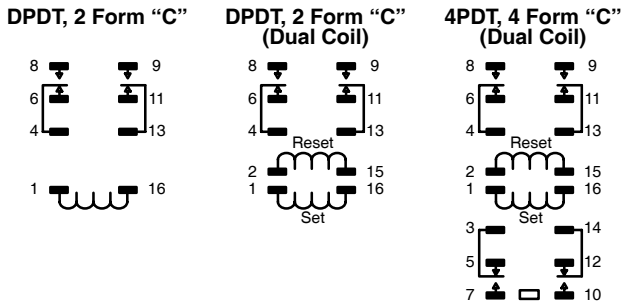 DPDT, 2 Form “C”
8 9
6 11
4 13
1 16
DPDT, 2 Form “C”
(Dual Coil)
8 9
6 11
4 13
Reset
2 15
1 16
Set
4PDT, 4 Form “C”
(Dual Coil)
8 9
6 11
4 13
Reset
2 15
1 16
Set
3 14
5 12
7 10